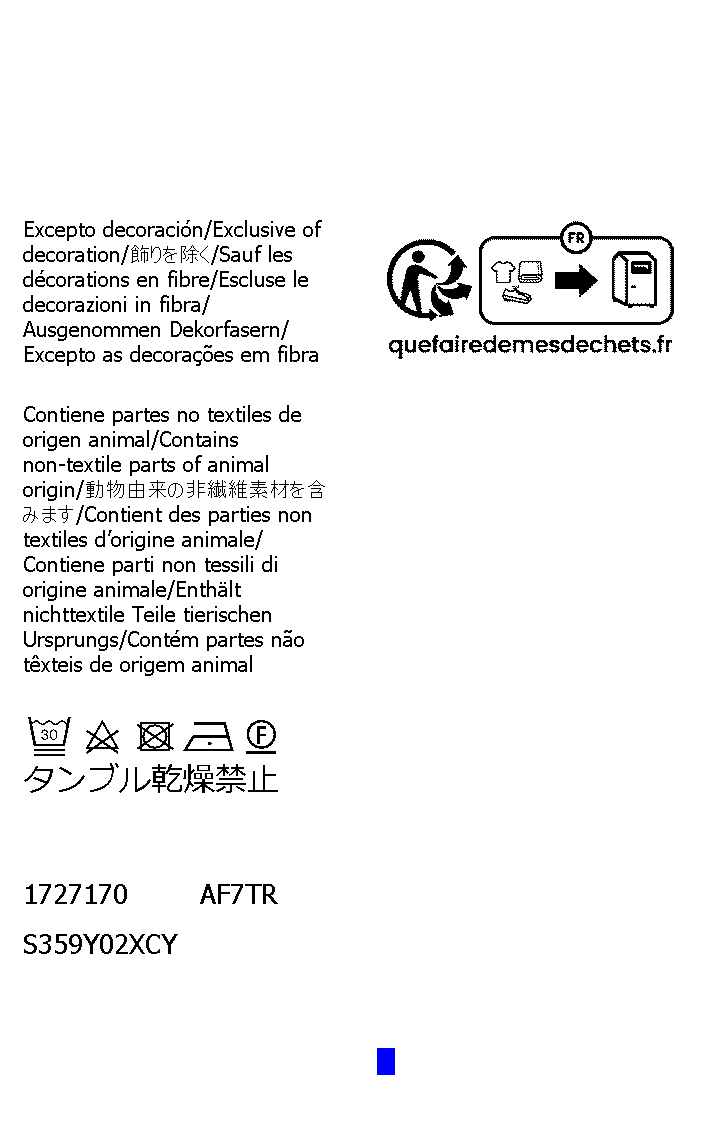 Excepto decoración/Exclusive of
decoration/飾りを除く/Sauf les
décorations en fibre/Escluse le
decorazioni in fibra/
Ausgenommen Dekorfasern/
Excepto as decorações em fibra
Contiene partes no textiles de
origen animal/Contains
non-textile parts of animal
origin/動物由来の非繊維素材を含
みます/Contient des parties non
textiles d’origine animale/
Contiene parti non tessili di
origine animale/Enthält
nichttextile Teile tierischen
Ursprungs/Contém partes não
têxteis de origem animal
30 F
タンブル乾燥禁止
1727170 AF7TR
S359Y02XCY
FR
quefairedemesdechets.fr